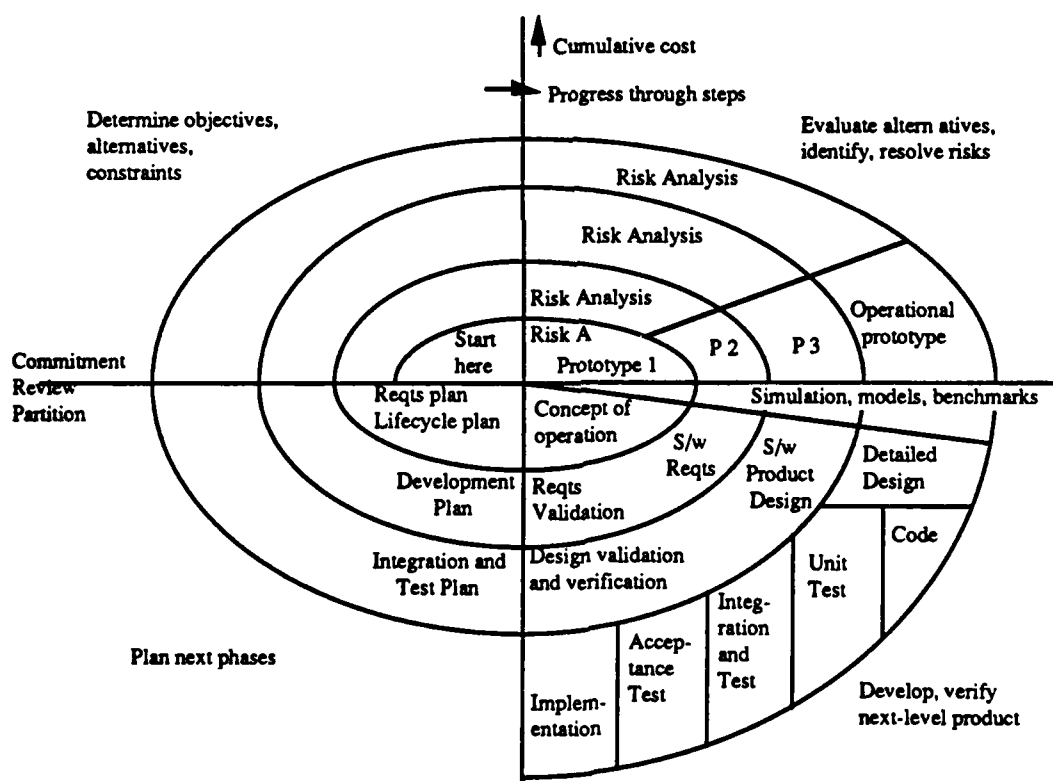 Cumulative cost
Progress through steps
Determine objectives,
alternatives,
constraints
Evaluate altern atives,
identify, resolve risks
Risk Analysis
Risk Analysis
Risk Analysis
Risk A
Operational
prototype
Start
here
Prototype 1
P 2
P 3
Commitment
Review
Partition
Reqts plan
Lifecycle plan
Concept of
operation
Simulation, models, benchmarks
S/w
Reqts
S/w
Product
Design
Detailed
Design
Development
Plan
Reqts
Validation
Code
Integration and
Test Plan
Design validation
and verification
Unit
Test
Integ-
ration
and
Test
Accep-
tance
Test
Implem-
entation
Plan next phases
Develop, verify
next-level product